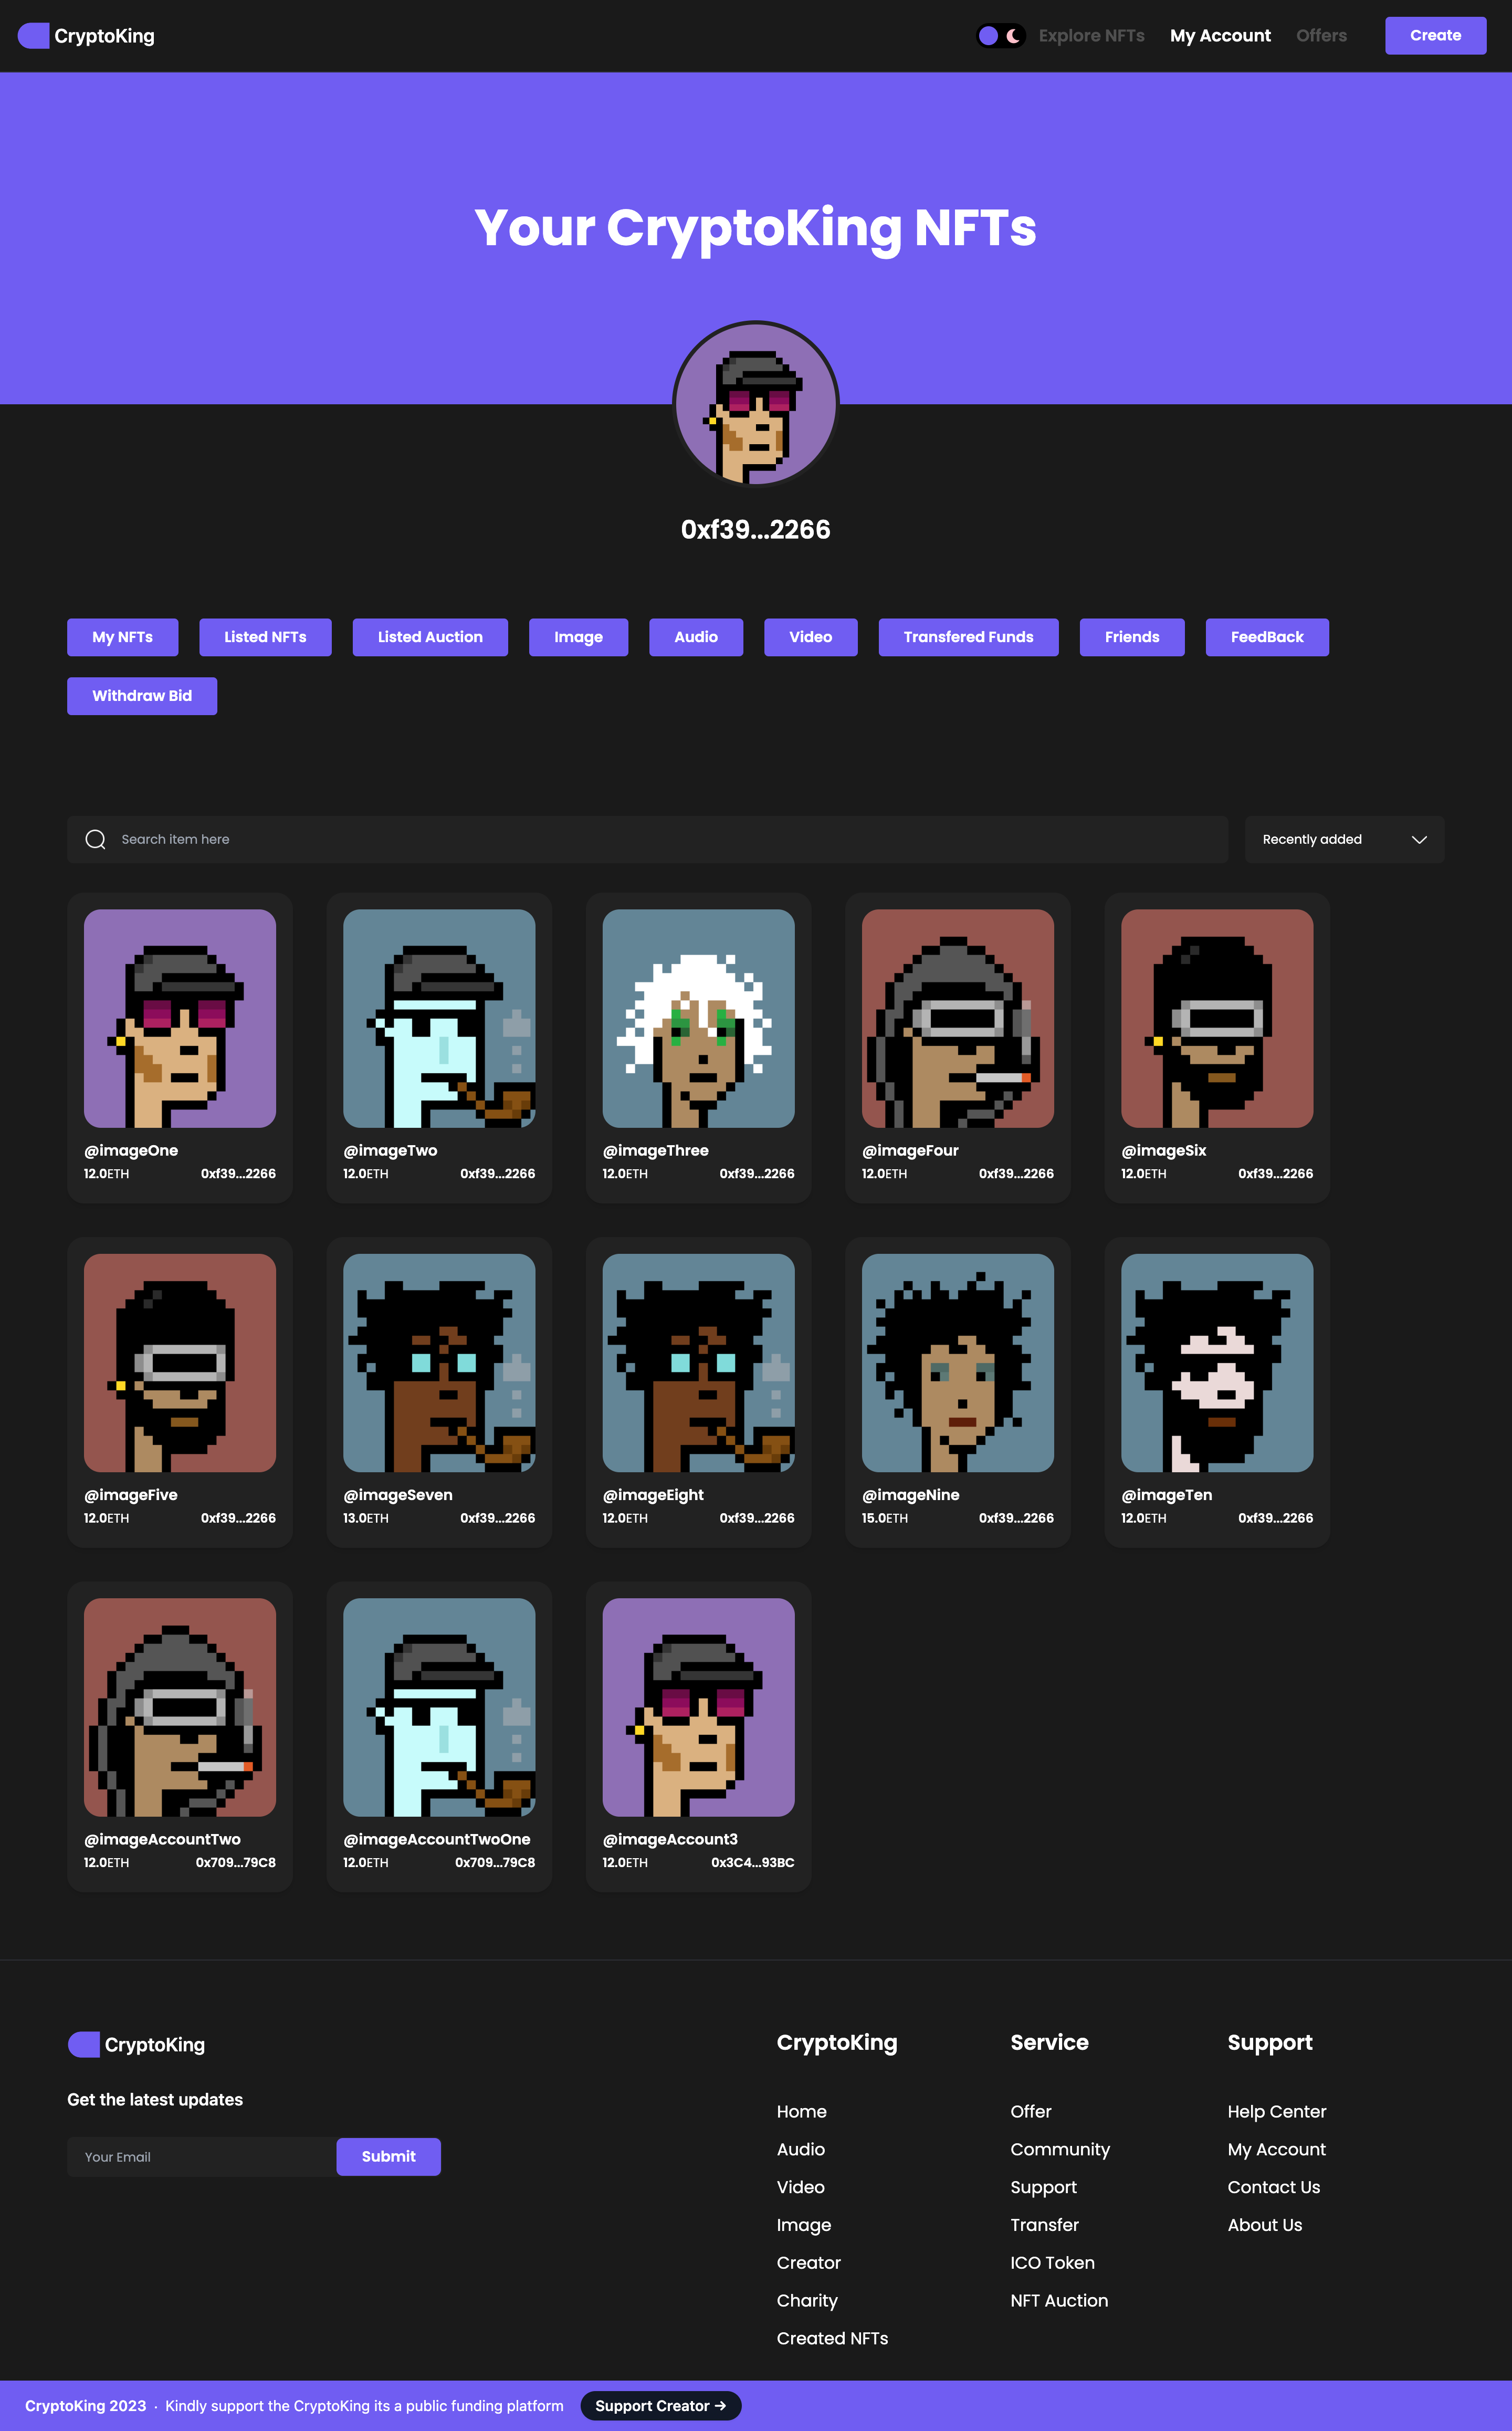 CryptoKing
Explore NFTs My Account Offers Create
Your CryptoKing NFTs
0xf39...2266
My NFTs Listed NFTs Listed Auction Image Audio Video Transfered Funds Friends FeedBack
Withdraw Bid
Search item here Recently added
@imageOne @imageTwo @imageThree @imageFour @imageSix
12.0ETH 0xf39...2266 12.0ETH 0xf39...2266 12.0ETH 0xf39...2266 12.0ETH 0xf39...2266 12.0ETH 0xf39...2266
@imageFive @imageSeven @imageEight @imageNine @imageTen
12.0ETH 0xf39...2266 13.0ETH 0xf39...2266 12.0ETH 0xf39...2266 15.0ETH 0xf39...2266 12.0ETH 0xf39...2266
@imageAccountTwo @imageAccountTwoOne @imageAccount3
12.0ETH 0x709...79C8 12.0ETH 0x709...79C8 12.0ETH 0x3C4...93BC
CryptoKing
Get the latest updates
Your Email Submit
CryptoKing
Home
Audio
Video
Image
Creator
Charity
Created NFTs
Service
Offer
Community
Support
Transfer
ICO Token
NFT Auction
Support
Help Center
My Account
Contact Us
About Us
CryptoKing 2023 · Kindly support the CryptoKing its a public funding platform Support Creator →